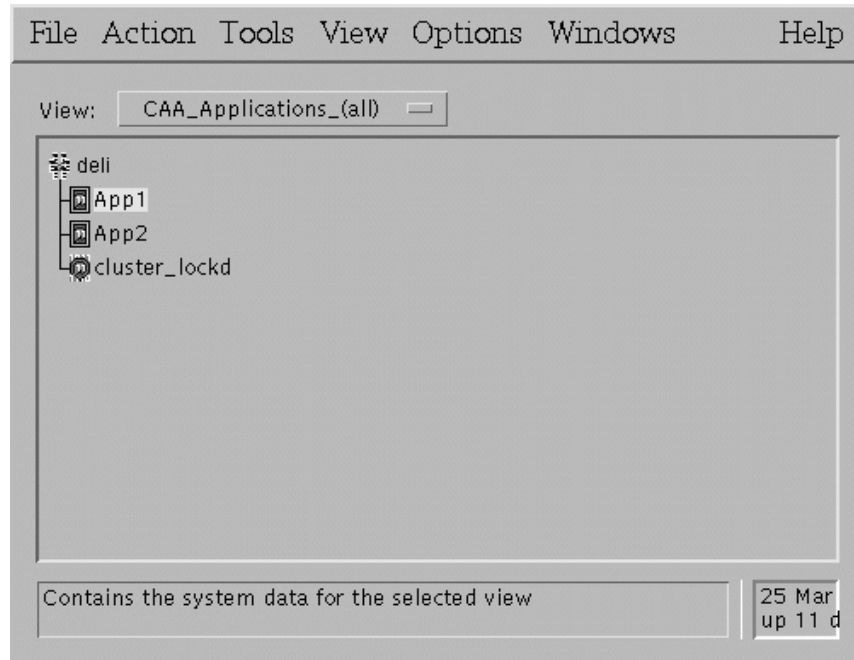 File Action Tools View Options Windows Help
View: CAA_Applications_(all)
deli
App1
App2
cluster_lockd
Contains the system data for the selected view
25 Mar
up 11 d